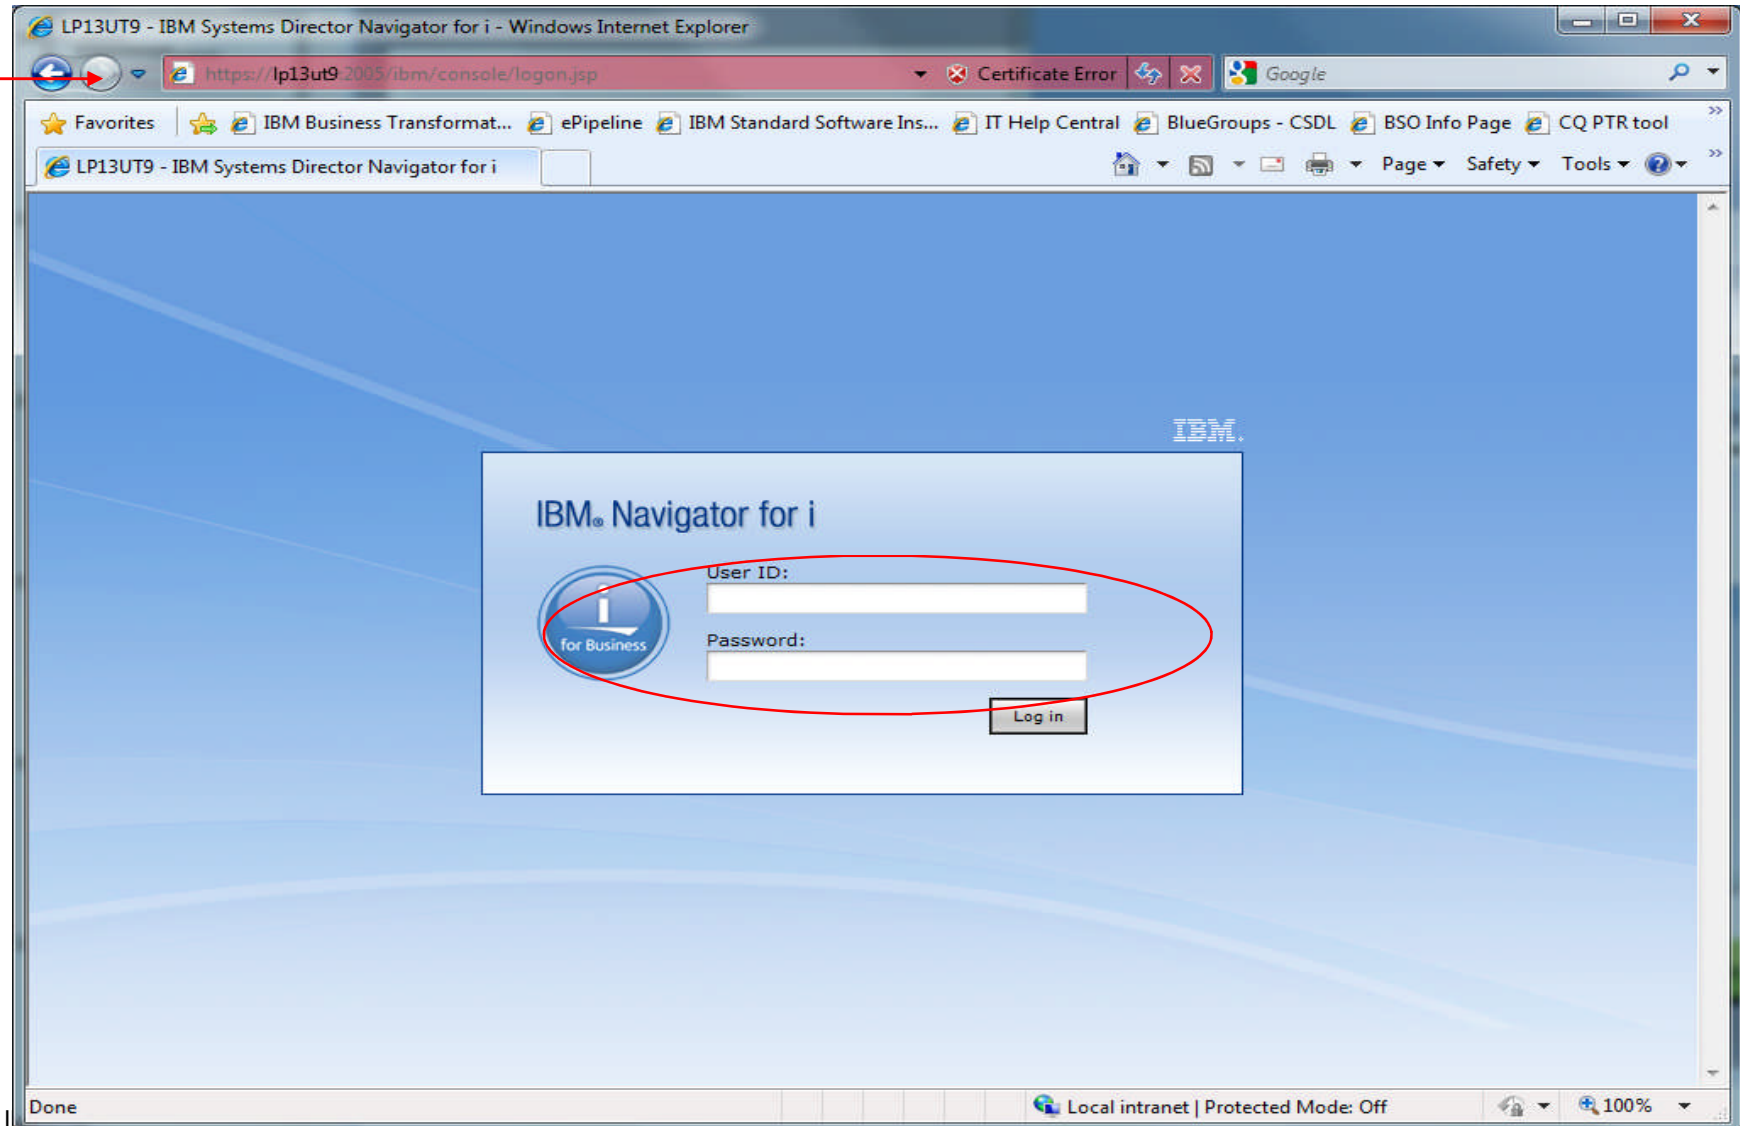 LP13UT9 - IBM Systems Director Navigator for i - Windows Internet Explorer
https://lp13ut9:2005/ibm/console/logon.jsp Certificate Error Google
Favorites IBM Business Transformat... ePipeline IBM Standard Software Ins... IT Help Central BlueGroups - CSDL BSO Info Page CQ PTR tool
LP13UT9 - IBM Systems Director Navigator for i Page Safety Tools
IBM.
IBM® Navigator for i
User ID:
i
for Business
Password:
Log in
Done Local intranet | Protected Mode: Off 100%